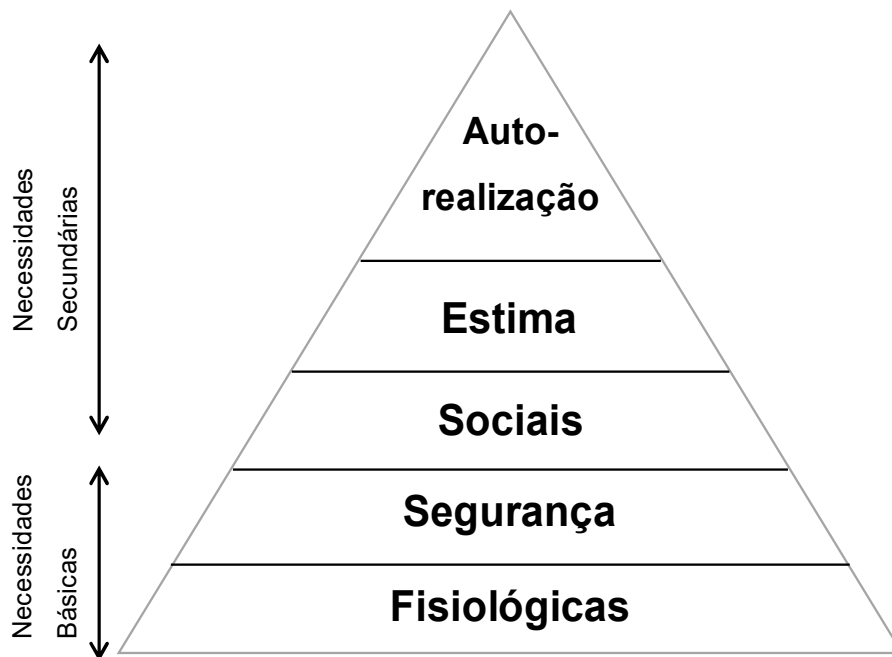 Auto-
realização
Estima
Sociais
Segurança
Fisiológicas
Necessidades
Secundárias
Necessidades
Básicas